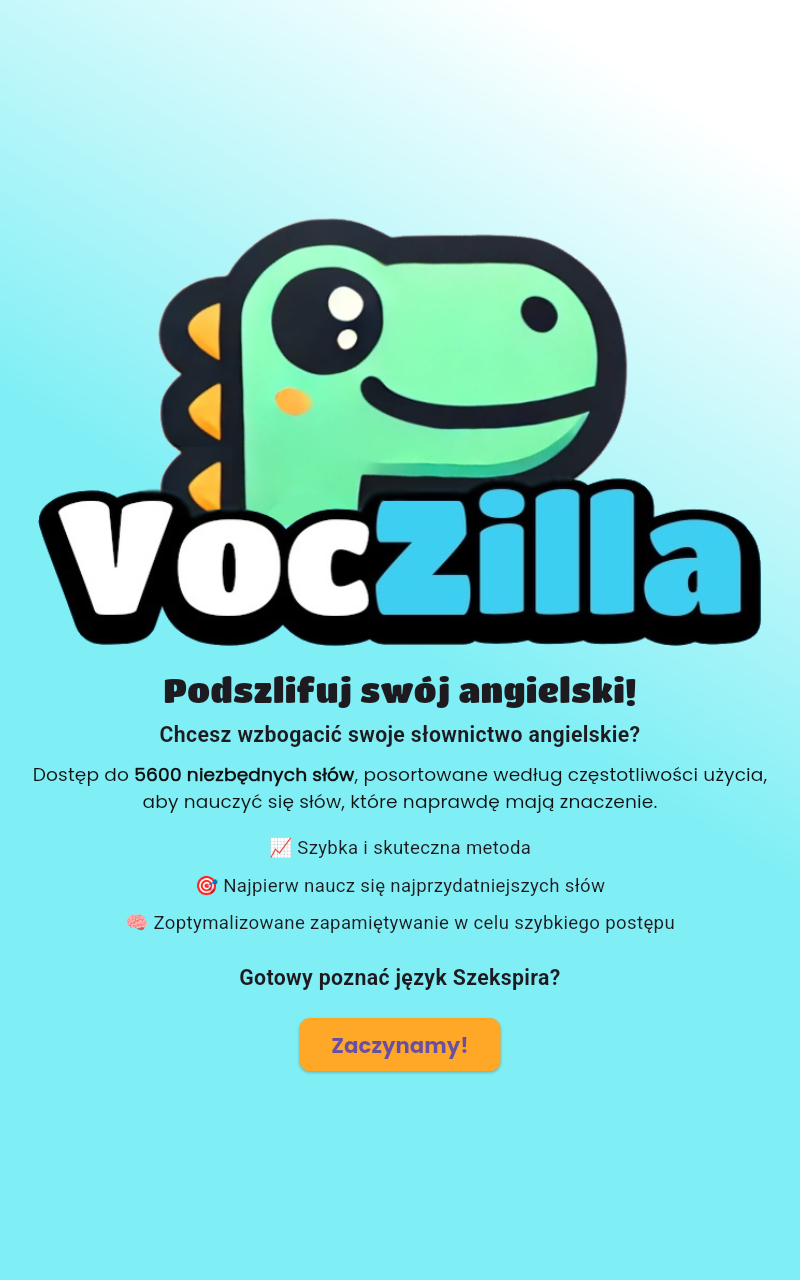 VocZilla
Podszlifuj swój angielski!
Chcesz wzbogacić swoje słownictwo angielskie?
Dostęp do 5600 niezbędnych słów, posortowane według częstotliwości użycia,
aby nauczyć się słów, które naprawdę mają znaczenie.
📈 Szybka i skuteczna metoda
🎯 Najpierw naucz się najprzydatniejszych słów
🧠 Zoptymalizowane zapamiętywanie w celu szybkiego postępu
Gotowy poznać język Szekspira?
Zaczynamy!